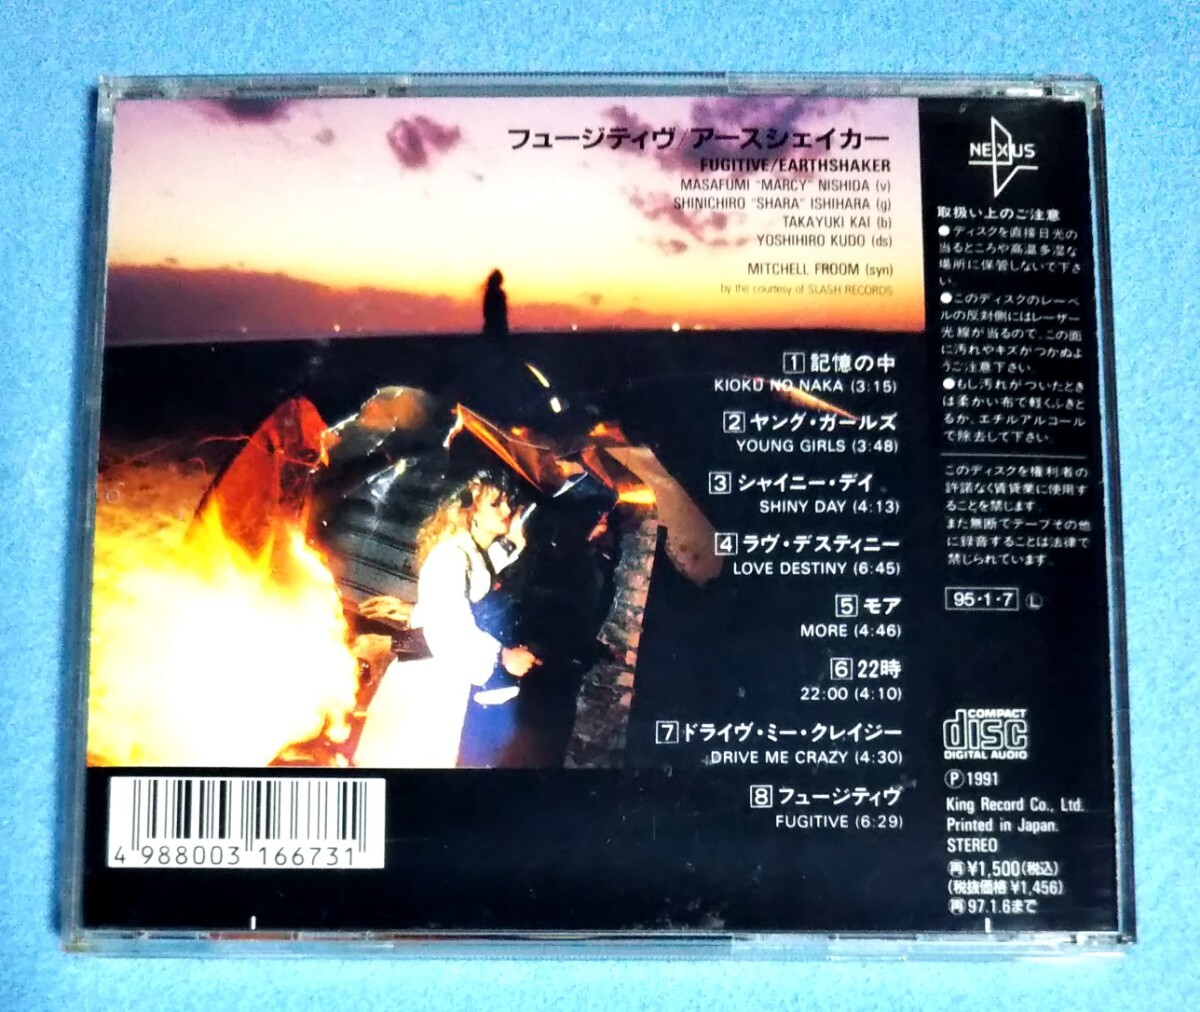 フュージティヴ/アースシェイカー
FUGITIVE/EARTHSHAKER
MASAFUMI "MARCY" NISHIDA (v)
SHINICHIRO "SHARA" ISHIHARA (g)
TAKAYUKI KAI (b)
YOSHIHIRO KUDO (ds)
MITCHELL FROOM (syn)
by the courtesy of SLASH RECORDS
1 記憶の中
KIOKU NO NAKA (3:15)
2 ヤング・ガールズ
YOUNG GIRLS (3:48)
3 シャイニー・デイ
SHINY DAY (4:13)
4 ラヴ・デスティニー
LOVE DESTINY (6:45)
5 モア
MORE (4:46)
6 22時
22:00 (4:10)
7 ドライヴ・ミー・クレイジー
DRIVE ME CRAZY (4:30)
8 フュージティヴ
FUGITIVE (6:29)
4 988003 166731
NEXUS
取扱い上のご注意
●ディスクを直接日光の
当るところや高温多湿な
場所に保管しないで下さ
い。
●このディスクのレーベ
ルの反対側にはレーザー
光線が当るので、この面
に汚れやキズがつかぬよ
うご注意下さい。
●もし汚れがついたとき
は柔かい布で軽くふきと
るか、エチルアルコール
で除去して下さい。
このディスクを権利者の
許諾なく賃貸業に使用す
ることを禁じます。
また無断でテープその他
に録音することは法律で
禁じられています。
95・1・7 Ⓛ
COMPACT
disc
DIGITAL AUDIO
Ⓟ 1991
King Record Co., Ltd.
Printed in Japan.
STEREO
再 ¥1,500(税込)
(税抜価格 ¥1,456)
再 97.1.6まで